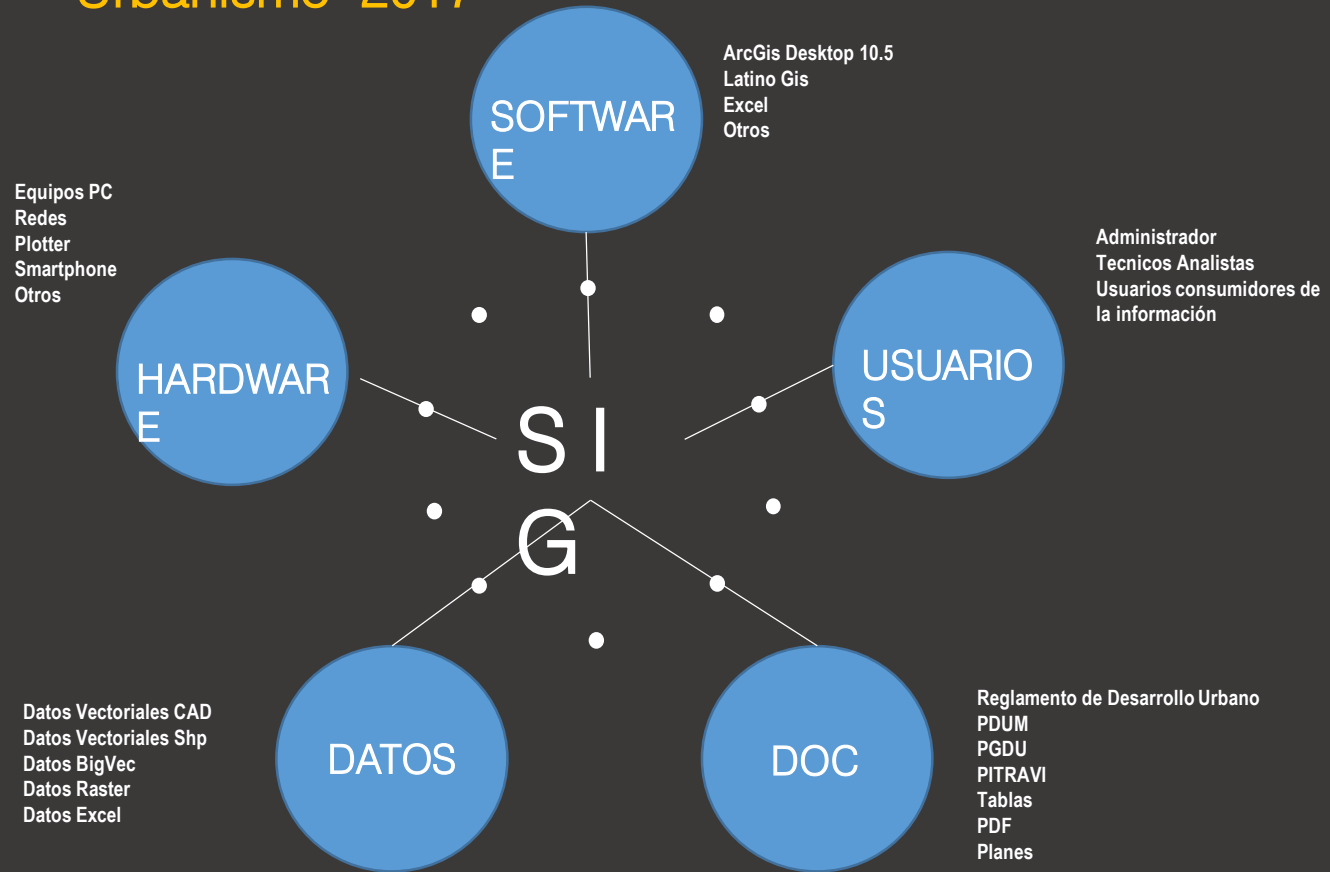 Urbanismo 2017
SOFTWAR
E
ArcGis Desktop 10.5
Latino Gis
Excel
Otros
Equipos PC
Redes
Plotter
Smartphone
Otros
HARDWAR
E
Administrador
Tecnicos Analistas
Usuarios consumidores de
la información
USUARIO
S
S I
G
Datos Vectoriales CAD
Datos Vectoriales Shp
Datos BigVec
Datos Raster
Datos Excel
DATOS
DOC
Reglamento de Desarrollo Urbano
PDUM
PGDU
PITRAVI
Tablas
PDF
Planes